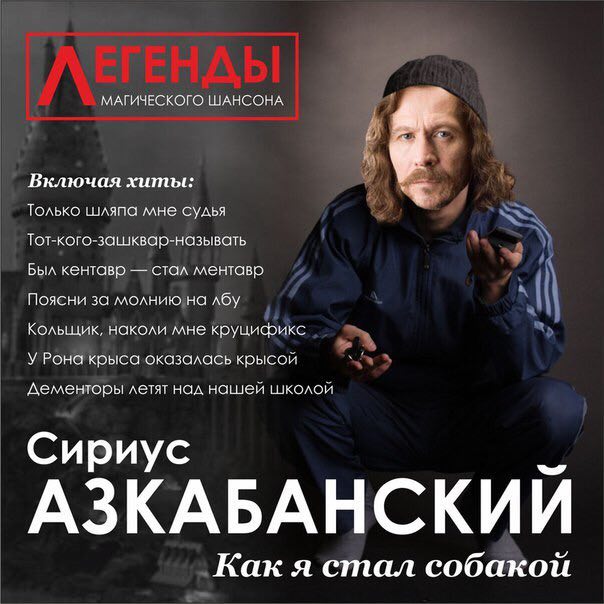 ЛЕГЕНДЫ
МАГИЧЕСКОГО ШАНСОНА
Включая хиты:
Только шляпа мне судья
Тот-кого-зашквар-называть
Был кентавр — стал ментавр
Поясни за молнию на лбу
Кольщик, наколи мне круцификс
У Рона крыса оказалась крысой
Дементоры летят над нашей школой
Сириус
АЗКАБАНСКИЙ
Как я стал собакой